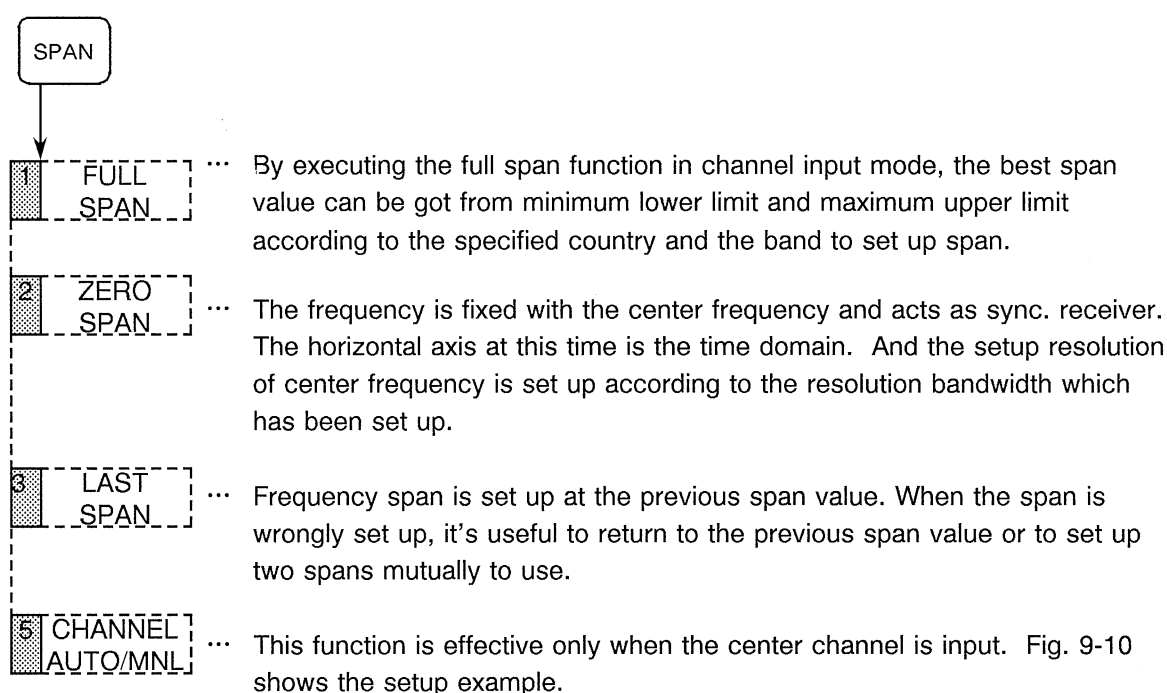 SPAN
1 FULL SPAN ... By executing the full span function in channel input mode, the best span
value can be got from minimum lower limit and maximum upper limit
according to the specified country and the band to set up span.
2 ZERO SPAN ... The frequency is fixed with the center frequency and acts as sync. receiver.
The horizontal axis at this time is the time domain. And the setup resolution
of center frequency is set up according to the resolution bandwidth which
has been set up.
3 LAST SPAN ... Frequency span is set up at the previous span value. When the span is
wrongly set up, it's useful to return to the previous span value or to set up
two spans mutually to use.
5 CHANNEL AUTO/MNL ... This function is effective only when the center channel is input. Fig. 9-10
shows the setup example.